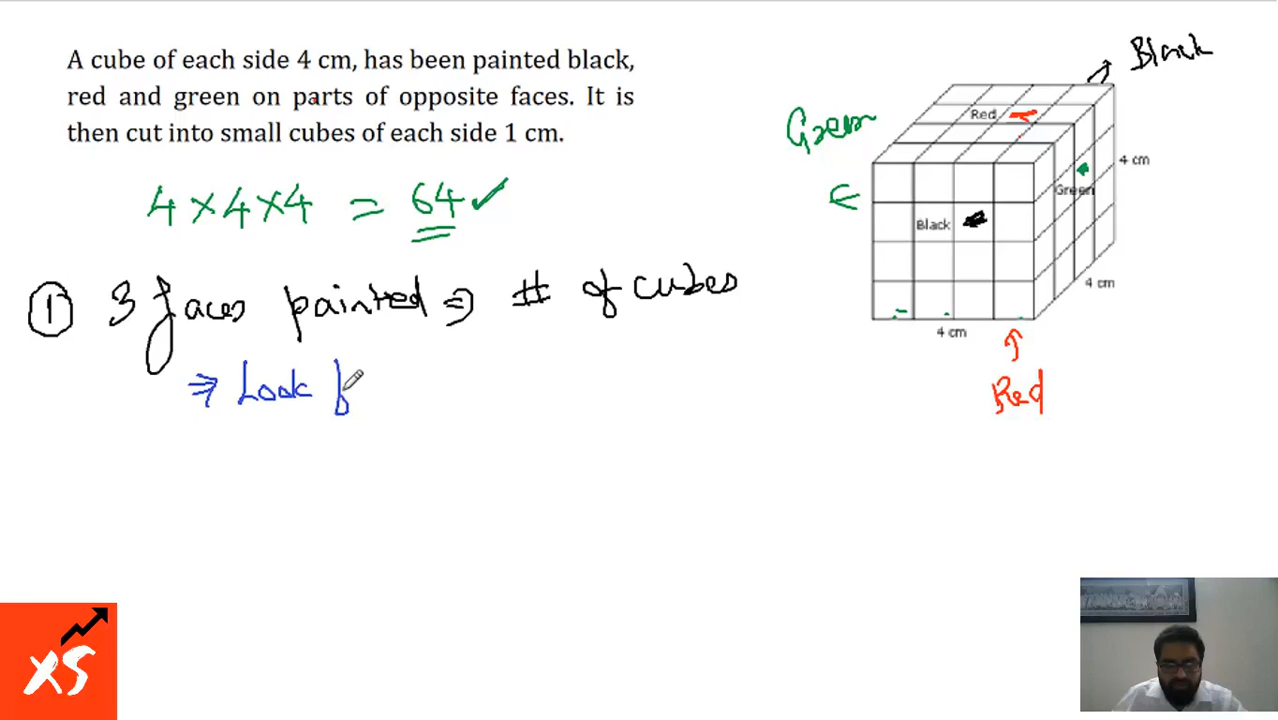 A cube of each side 4 cm, has been painted black,
red and green on parts of opposite faces. It is
then cut into small cubes of each side 1 cm.
4 × 4 × 4 = 64 ✓
① 3 faces painted ⇒ # of cubes
⇒ Look f
Black
Green
Red
Green
Black
4 cm
4 cm
4 cm
Red
XS